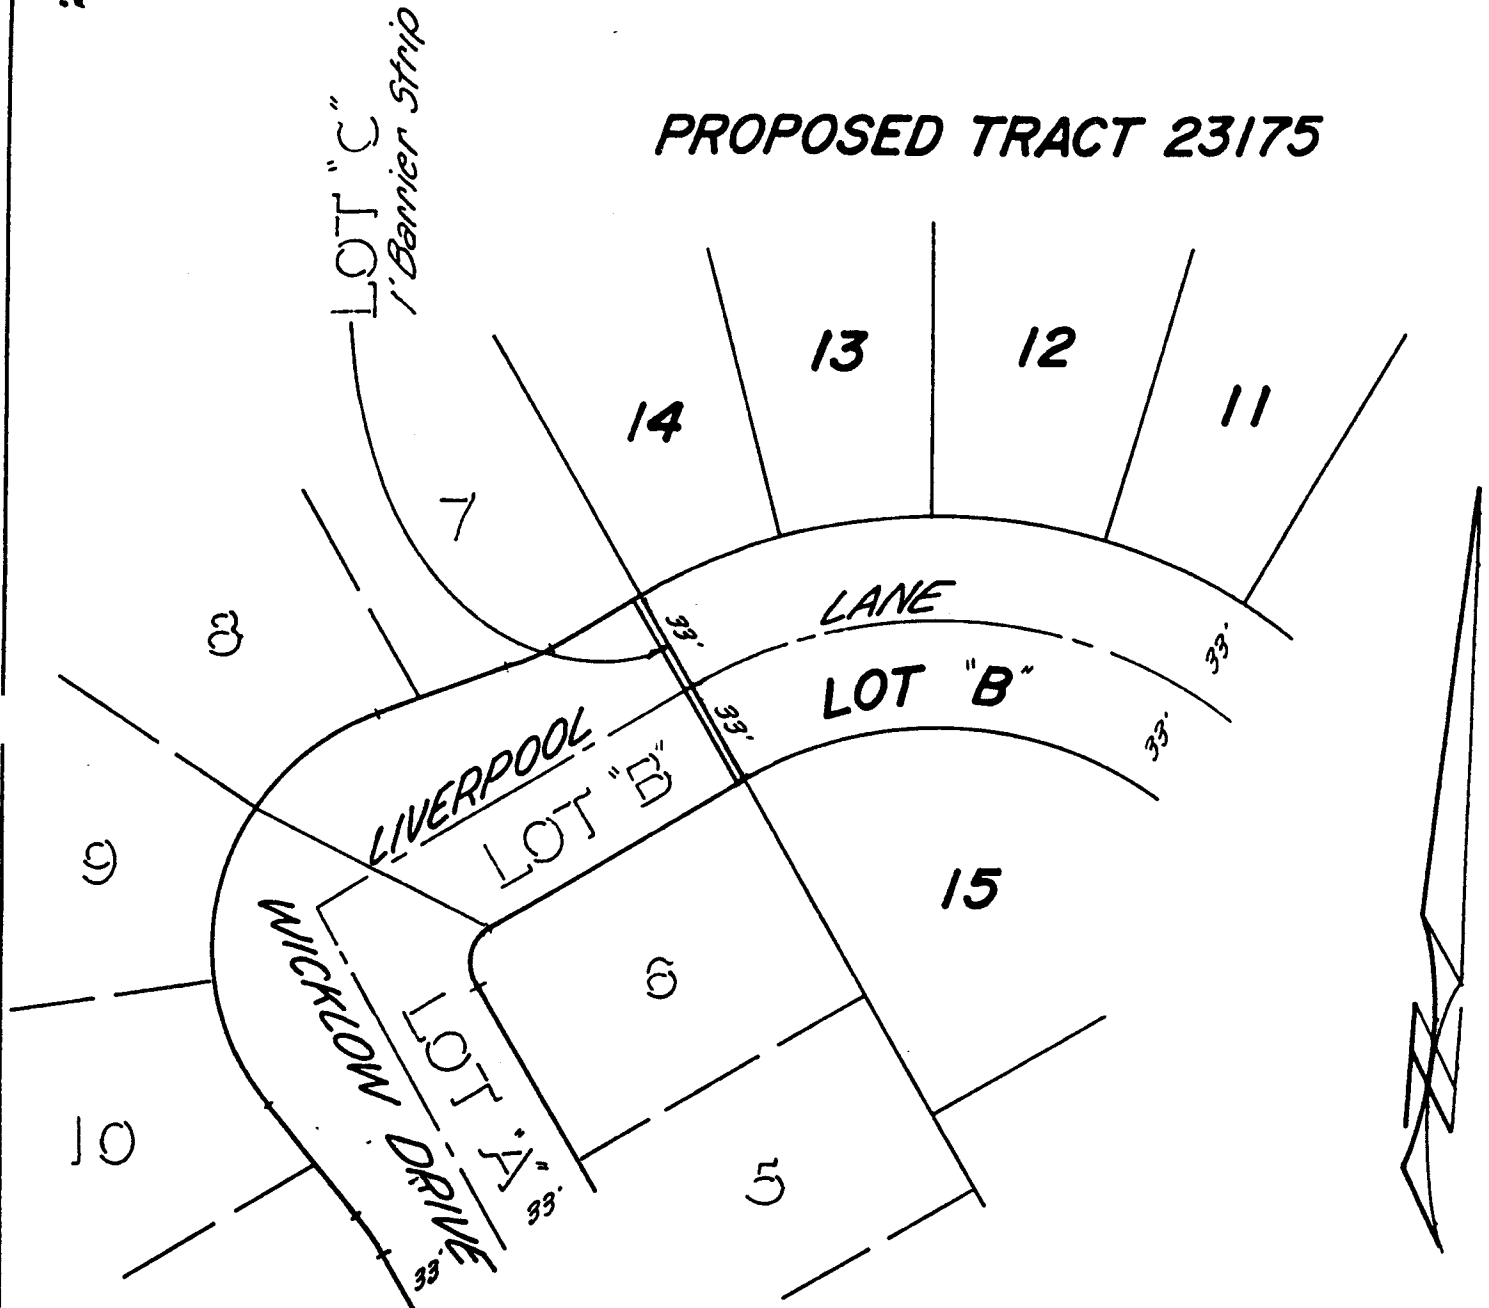 LOT "C"
1' Barrier Strip
PROPOSED TRACT 23175
13
12
11
14
7
8
LANE
33'
33'
LOT "B"
33'
33'
LIVERPOOL
LOT "B"
9
15
WICKLOW DRIVE
6
LOT "A"
10
5
33'
33'
N